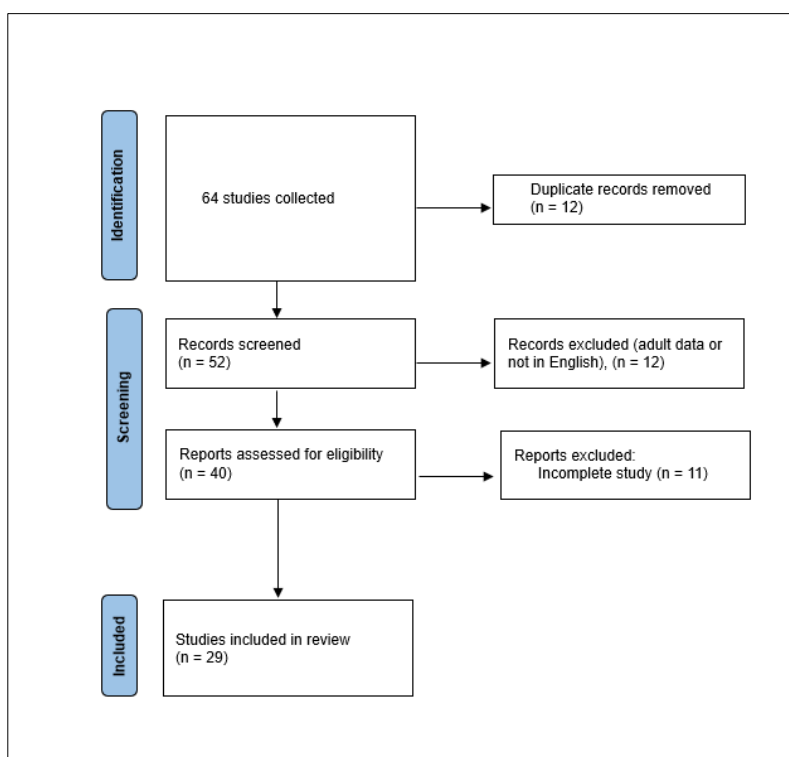 Identification
64 studies collected
Duplicate records removed
(n = 12)
Screening
Records screened
(n = 52)
Records excluded (adult data or
not in English), (n = 12)
Reports assessed for eligibility
(n = 40)
Reports excluded:
Incomplete study (n = 11)
Included
Studies included in review
(n = 29)